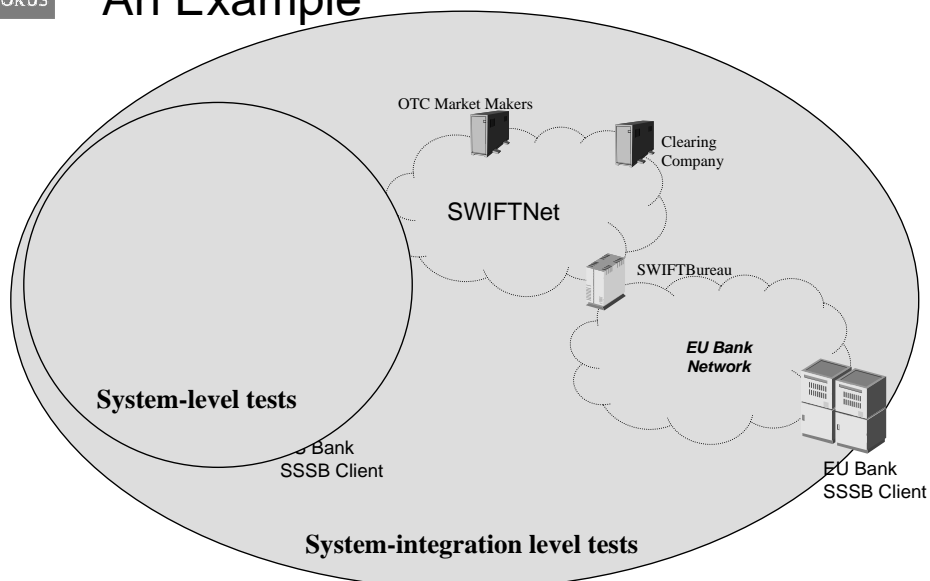 An Example
OTC Market Makers
Clearing
Company
SWIFTNet
SWIFTBureau
EU Bank
Network
System-level tests
Bank
SSSB Client
EU Bank
SSSB Client
System-integration level tests